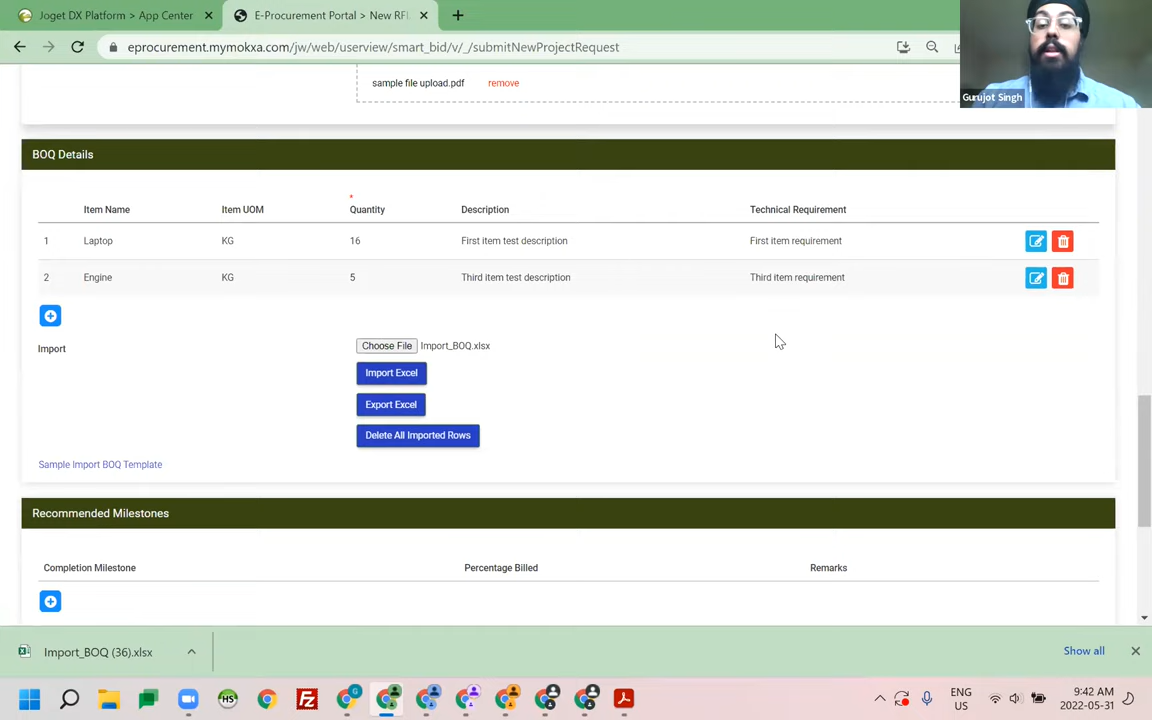 Joget DX Platform > App Center
E-Procurement Portal > New RFI
eprocurement.mymokxa.com/jw/web/userview/smart_bid/v/_/submitNewProjectRequest
Gurujot Singh
sample file upload.pdf remove
BOQ Details
Item Name Item UOM Quantity * Description Technical Requirement
1 Laptop KG 16 First item test description First item requirement
2 Engine KG 5 Third item test description Third item requirement
Import Choose File Import_BOQ.xlsx
Import Excel
Export Excel
Delete All Imported Rows
Sample Import BOQ Template
Recommended Milestones
Completion Milestone Percentage Billed Remarks
Import_BOQ (36).xlsx Show all
HS FZ G ENG 9:42 AM
US 2022-05-31